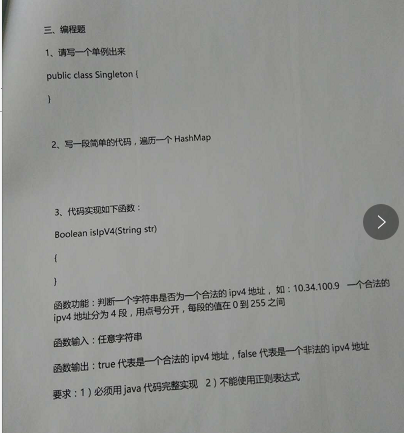 三、编程题
1、请写一个单例出来
public class Singleton {
}
2、写一段简单的代码，遍历一个 HashMap
3、代码实现如下函数：
Boolean isIpV4(String str)
{
}
函数功能：判断一个字符串是否为一个合法的 ipv4 地址，如：10.34.100.9 一个合法的
ipv4 地址分为 4 段，用点号分开，每段的值在 0 到 255 之间
函数输入：任意字符串
函数输出：true 代表是一个合法的 ipv4 地址，false 代表是一个非法的 ipv4 地址
要求：1）必须用 java 代码完整实现 2）不能使用正则表达式